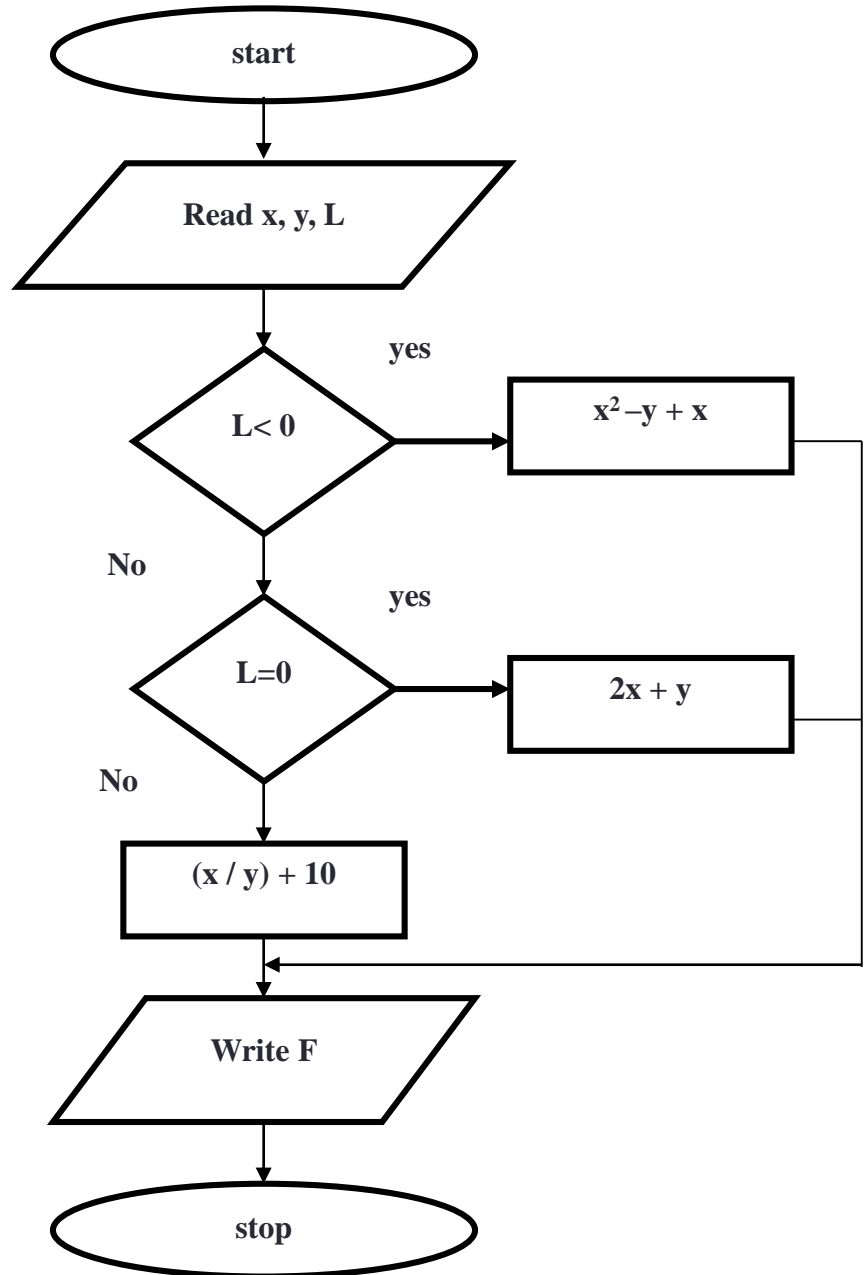 start
Read x, y, L
yes
L< 0
x² –y + x
No
yes
L=0
2x + y
No
(x / y) + 10
Write F
stop